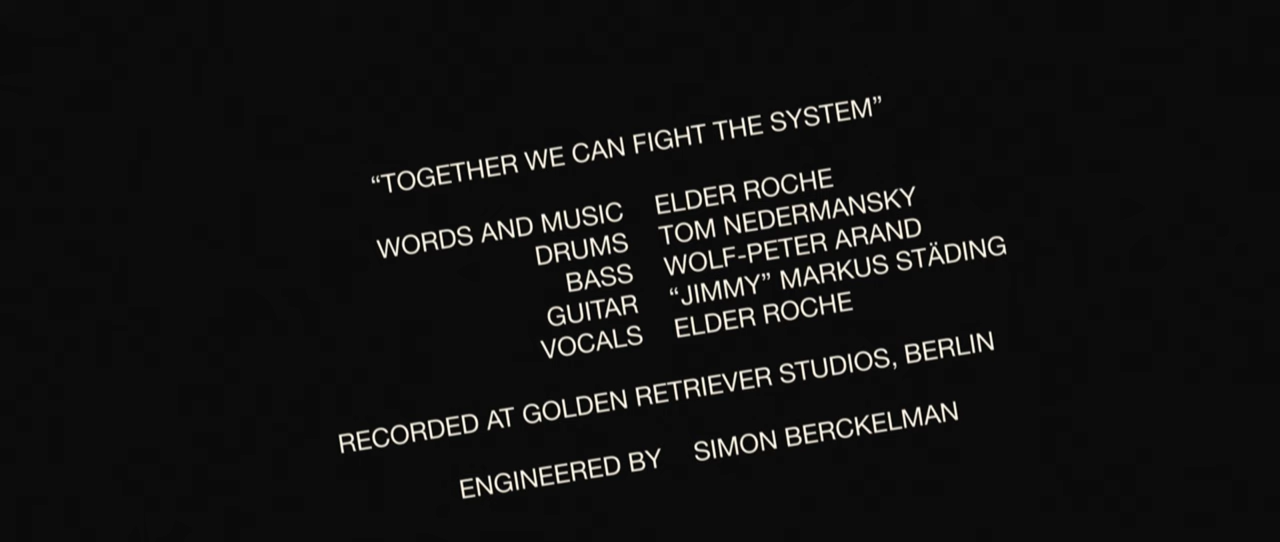 “TOGETHER WE CAN FIGHT THE SYSTEM”
WORDS AND MUSIC ELDER ROCHE
DRUMS TOM NEDERMANSKY
BASS WOLF-PETER ARAND
GUITAR “JIMMY” MARKUS STÄDING
VOCALS ELDER ROCHE
RECORDED AT GOLDEN RETRIEVER STUDIOS, BERLIN
ENGINEERED BY SIMON BERCKELMAN